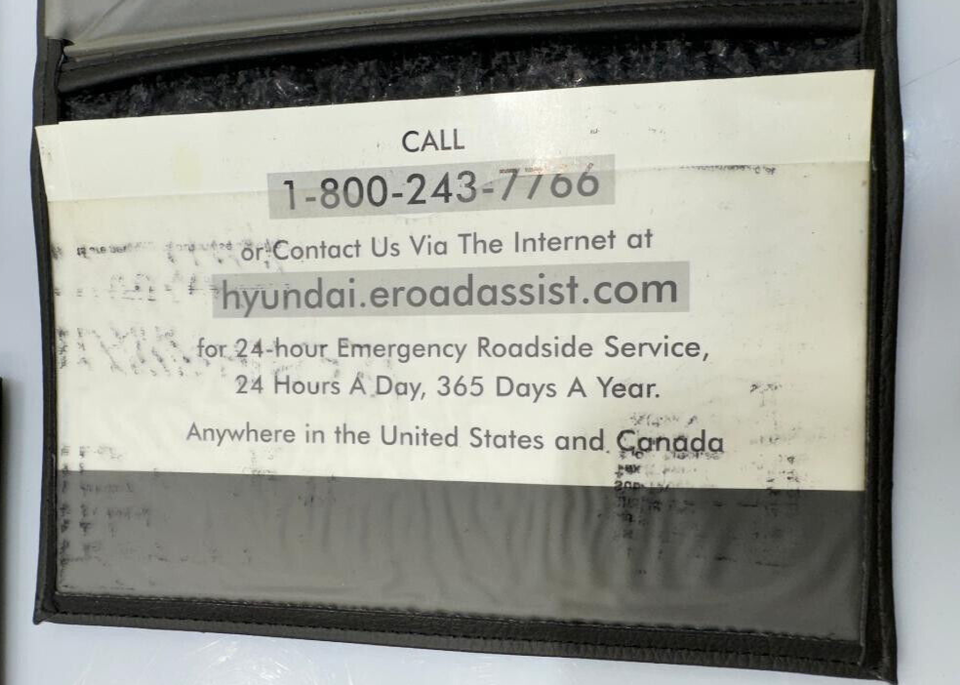 CALL
1-800-243-7766
or Contact Us Via The Internet at
hyundai.eroadassist.com
for 24-hour Emergency Roadside Service,
24 Hours A Day, 365 Days A Year.
Anywhere in the United States and Canada